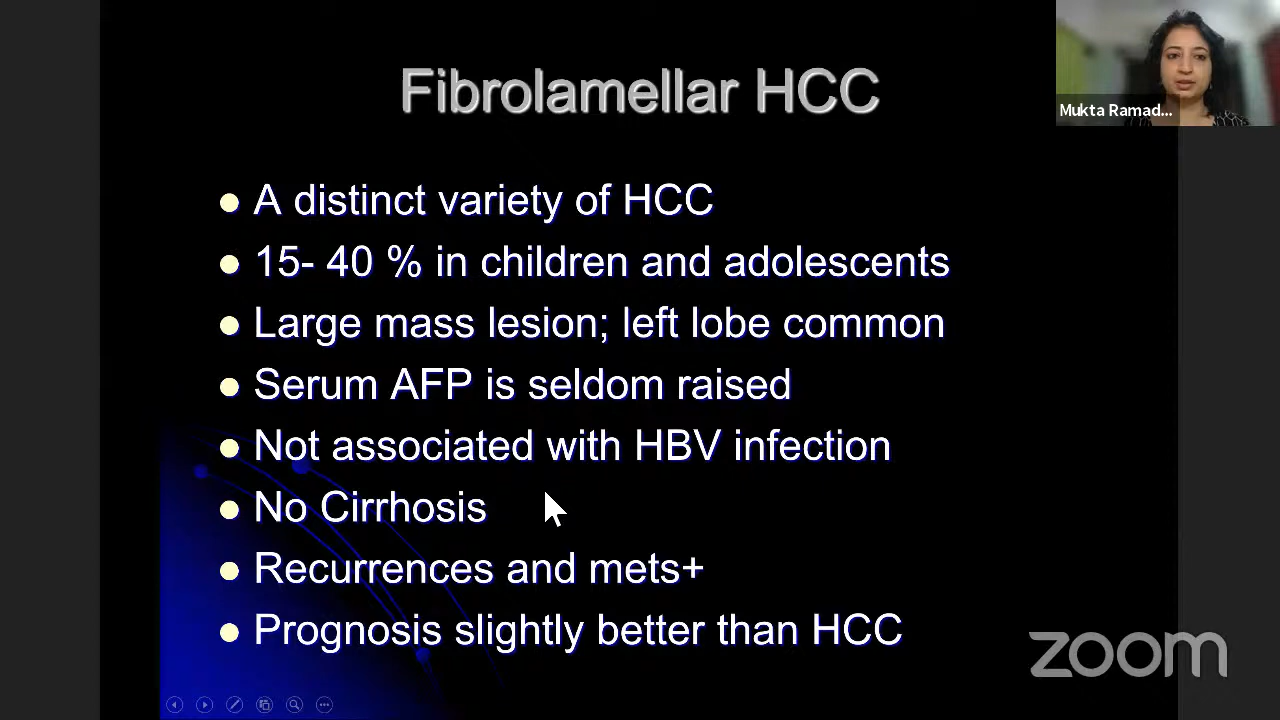 Fibrolamellar HCC
Mukta Ramad...
A distinct variety of HCC
15- 40 % in children and adolescents
Large mass lesion; left lobe common
Serum AFP is seldom raised
Not associated with HBV infection
No Cirrhosis
Recurrences and mets+
Prognosis slightly better than HCC
zoom